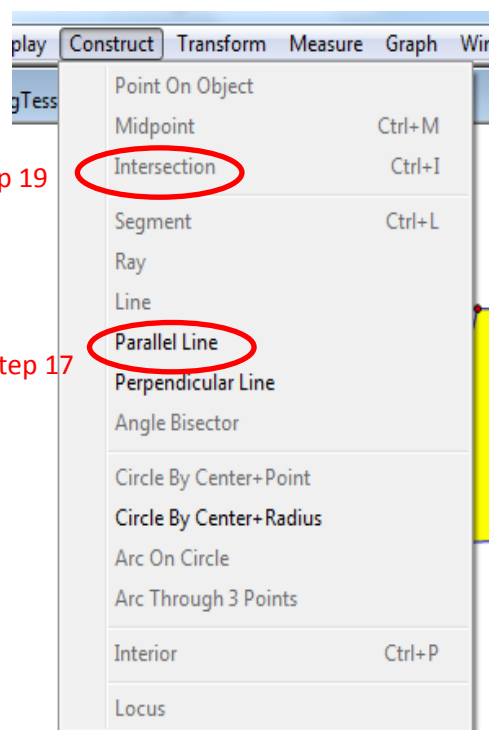 play Construct Transform Measure Graph Win
gTess
Point On Object
Midpoint Ctrl+M
p 19 Intersection Ctrl+I
Segment Ctrl+L
Ray
Line
Parallel Line
tep 17
Perpendicular Line
Angle Bisector
Circle By Center+Point
Circle By Center+Radius
Arc On Circle
Arc Through 3 Points
Interior Ctrl+P
Locus